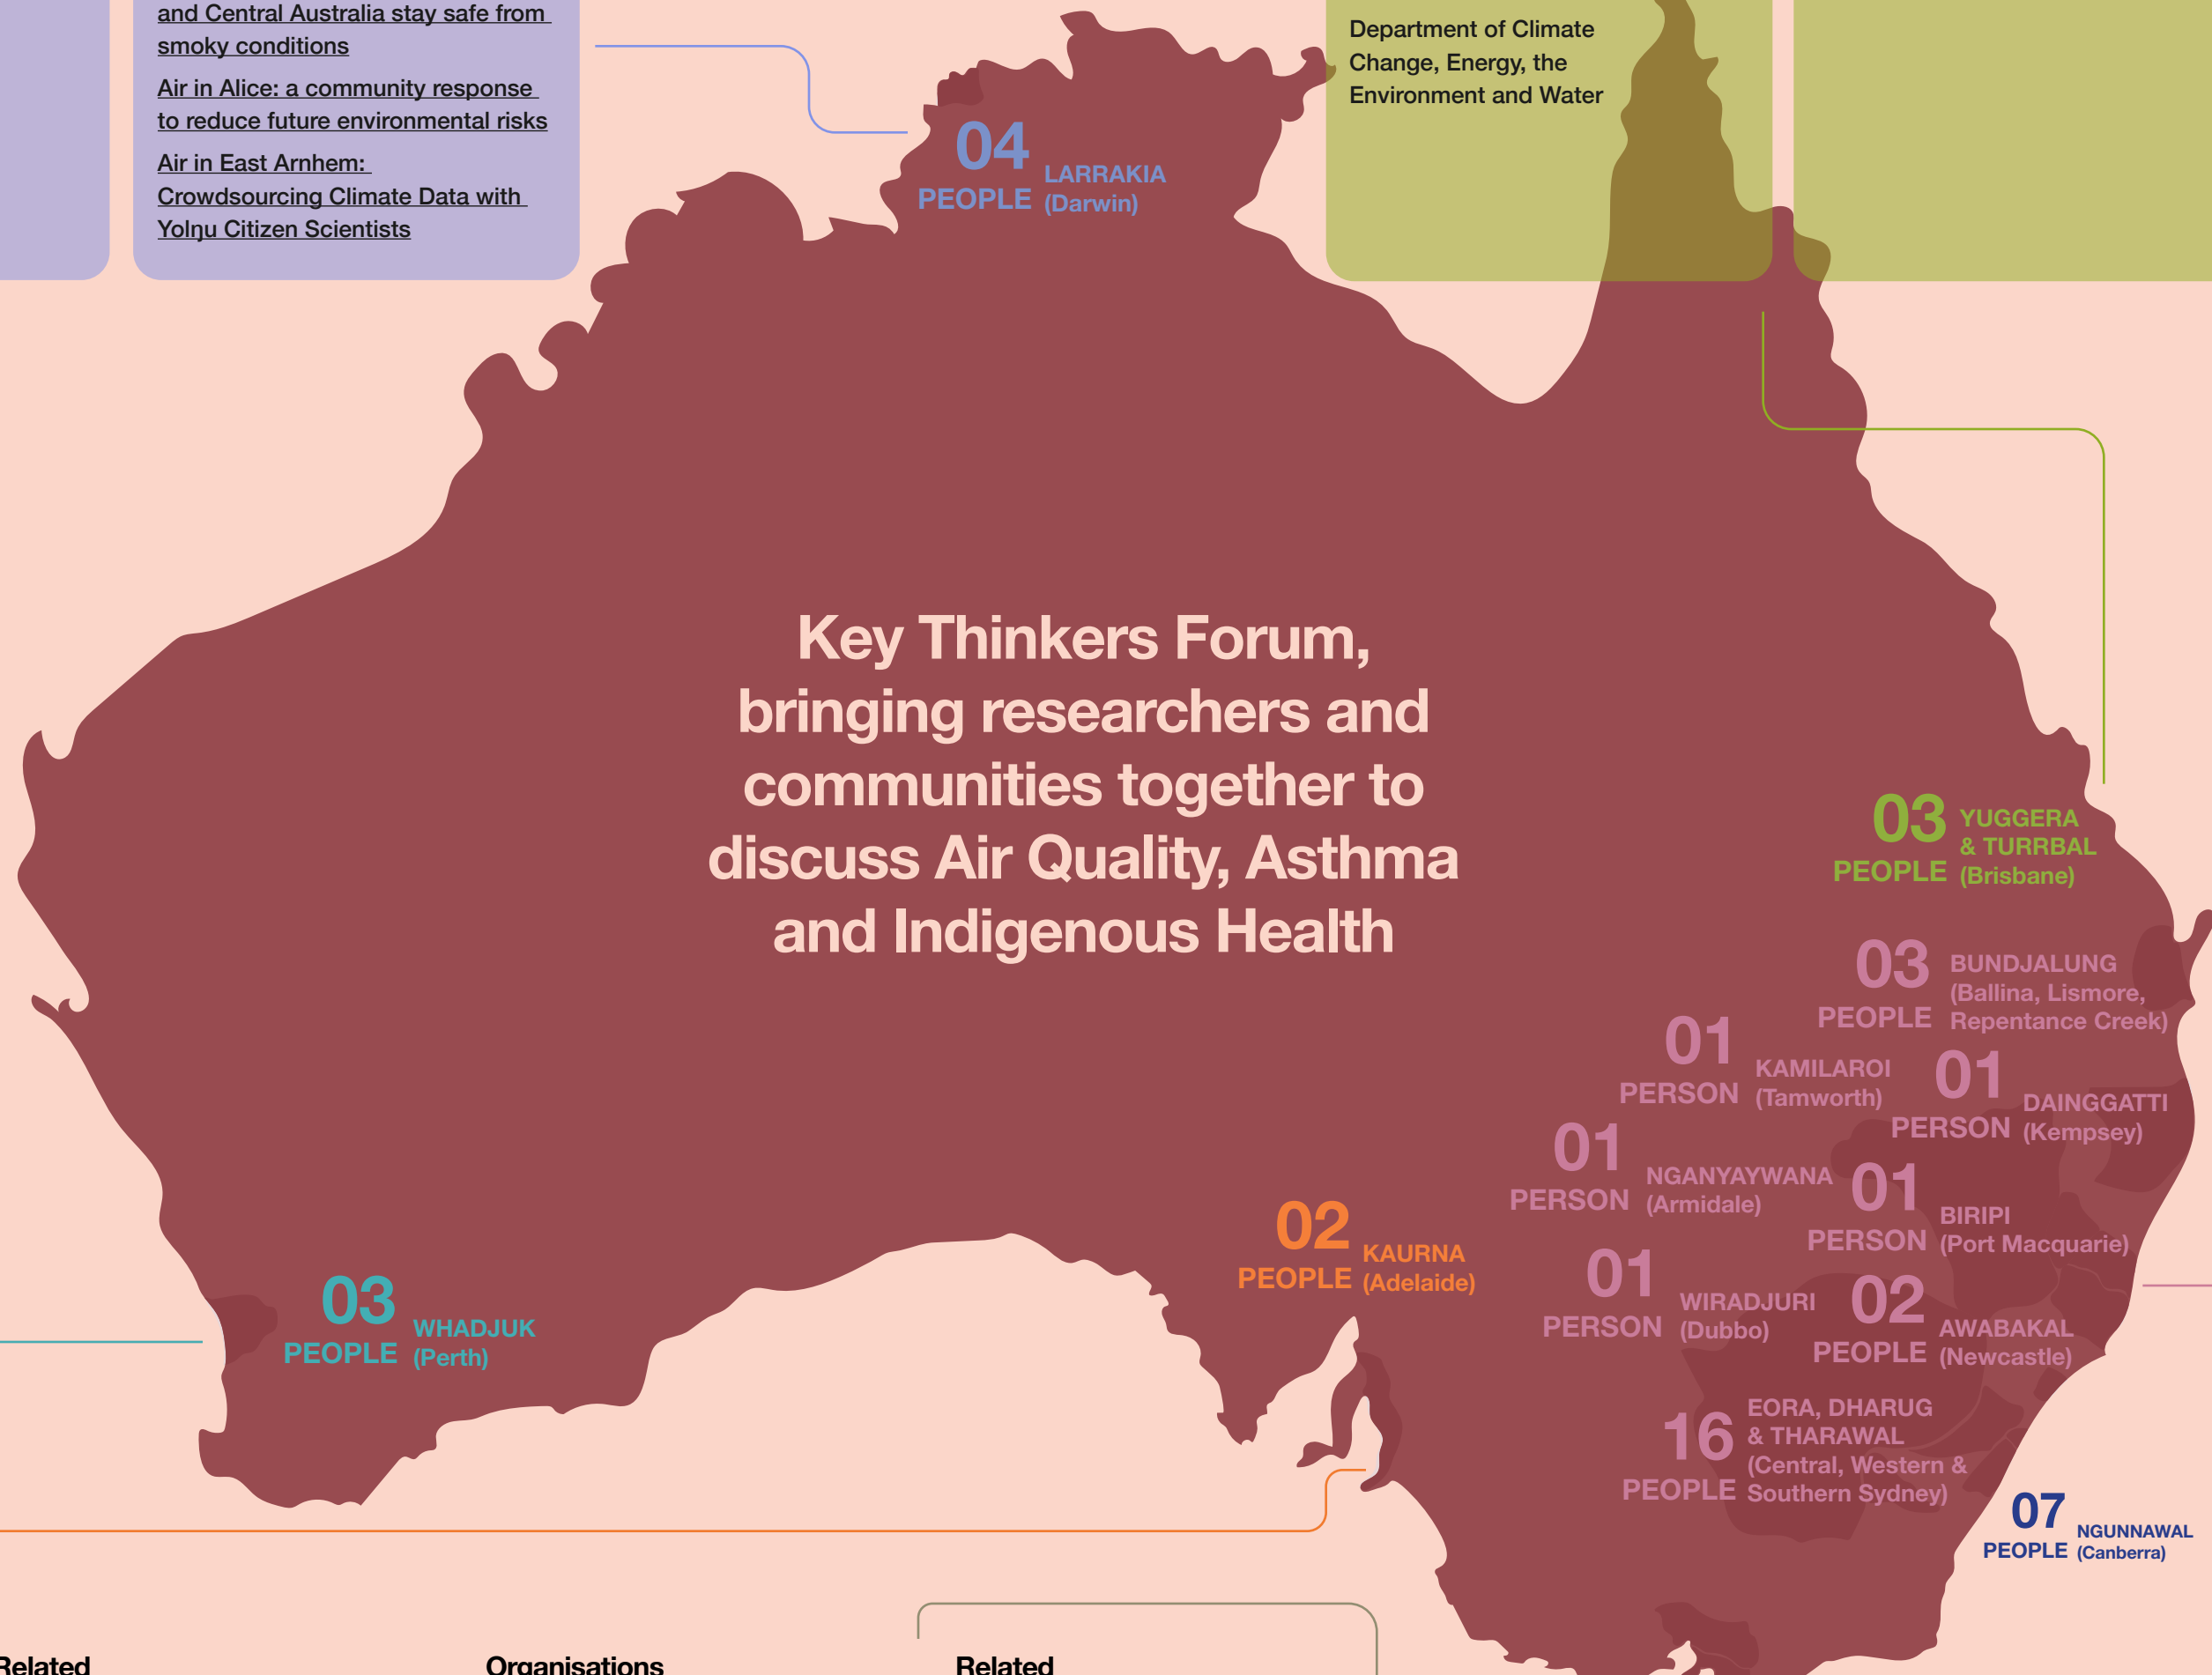 and Central Australia stay safe from
smoky conditions
Air in Alice: a community response
to reduce future environmental risks
Air in East Arnhem:
Crowdsourcing Climate Data with
Yolŋu Citizen Scientists
Department of Climate
Change, Energy, the
Environment and Water
04
PEOPLE
LARRAKIA
(Darwin)
Key Thinkers Forum,
bringing researchers and
communities together to
discuss Air Quality, Asthma
and Indigenous Health
03
PEOPLE
YUGGERA
& TURRBAL
(Brisbane)
03
PEOPLE
BUNDJALUNG
(Ballina, Lismore,
Repentance Creek)
01
PERSON
KAMILAROI
(Tamworth)
01
PERSON
DAINGGATTI
(Kempsey)
01
PERSON
NGANYAYWANA
(Armidale)
01
PERSON
BIRIPI
(Port Macquarie)
02
PEOPLE
KAURNA
(Adelaide)
01
PERSON
WIRADJURI
(Dubbo)
02
PEOPLE
AWABAKAL
(Newcastle)
03
PEOPLE
WHADJUK
(Perth)
16
PEOPLE
EORA, DHARUG
& THARAWAL
(Central, Western &
Southern Sydney)
07
PEOPLE
NGUNNAWAL
(Canberra)
Related
Organisations
Related